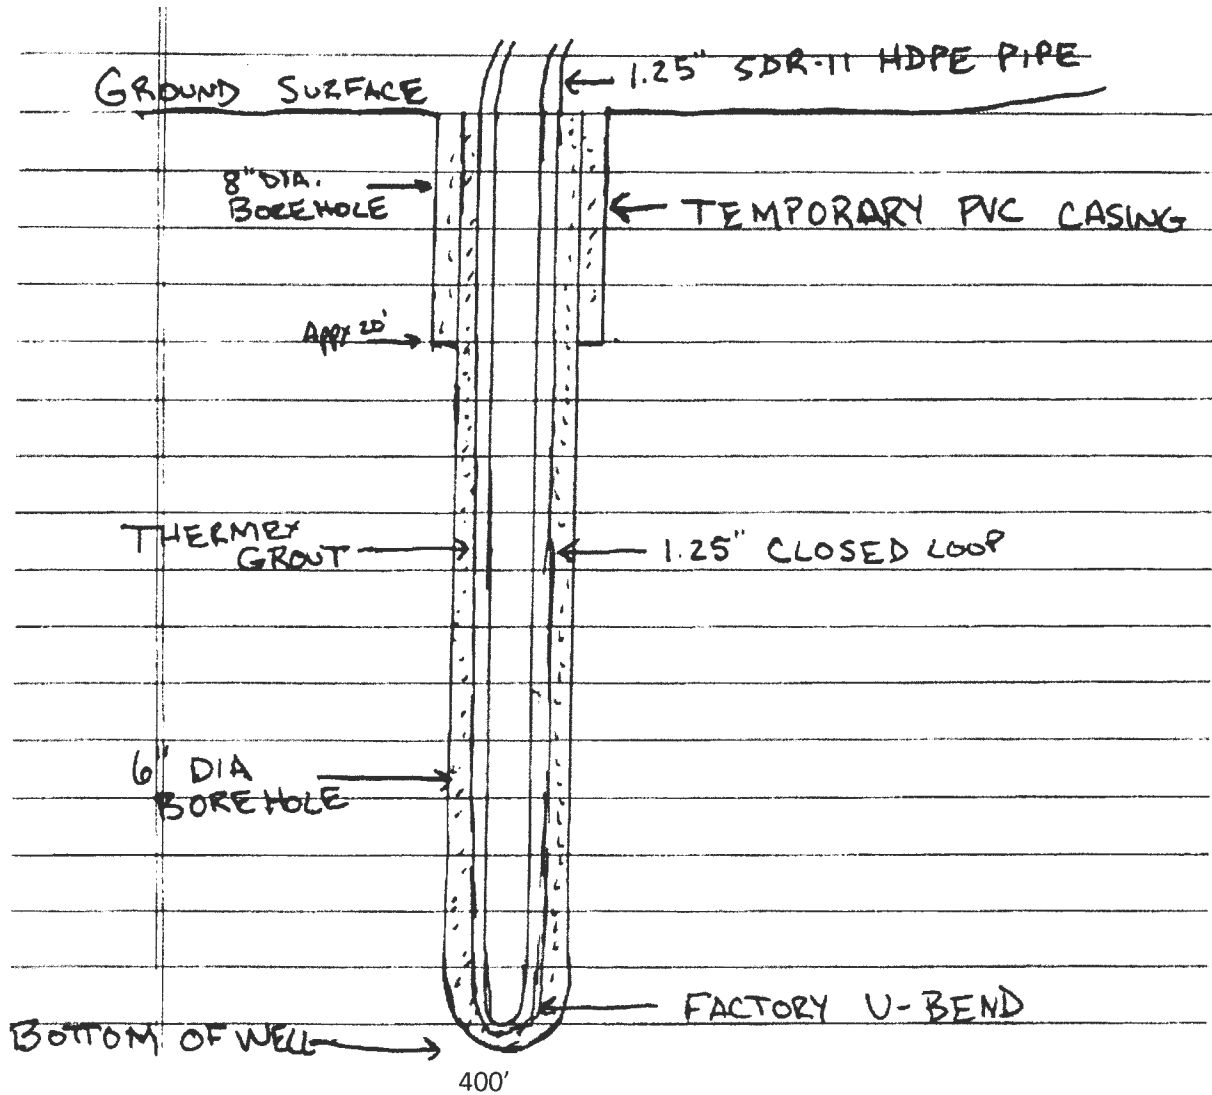 1.25" SDR-11 HDPE PIPE
GROUND SURFACE
8" DIA.
BOREHOLE
TEMPORARY PVC CASING
Appx 20'
THERMEX
GROUT
1.25" CLOSED LOOP
6" DIA
BOREHOLE
FACTORY U-BEND
BOTTOM OF WELL
400'